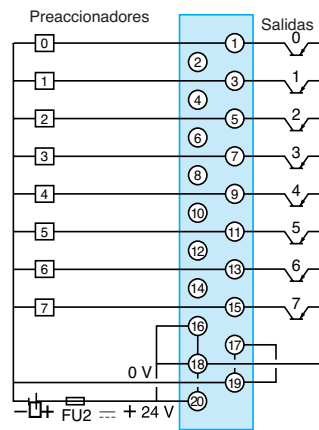 Preaccionadores
Salidas
0 1 0
2
1 3 1
4
2 5 2
6
3 7 3
8
4 9 4
10
5 11 5
12
6 13 6
14
7 15 7
16
17
18
0 V
19
20
− + FU2 + 24 V